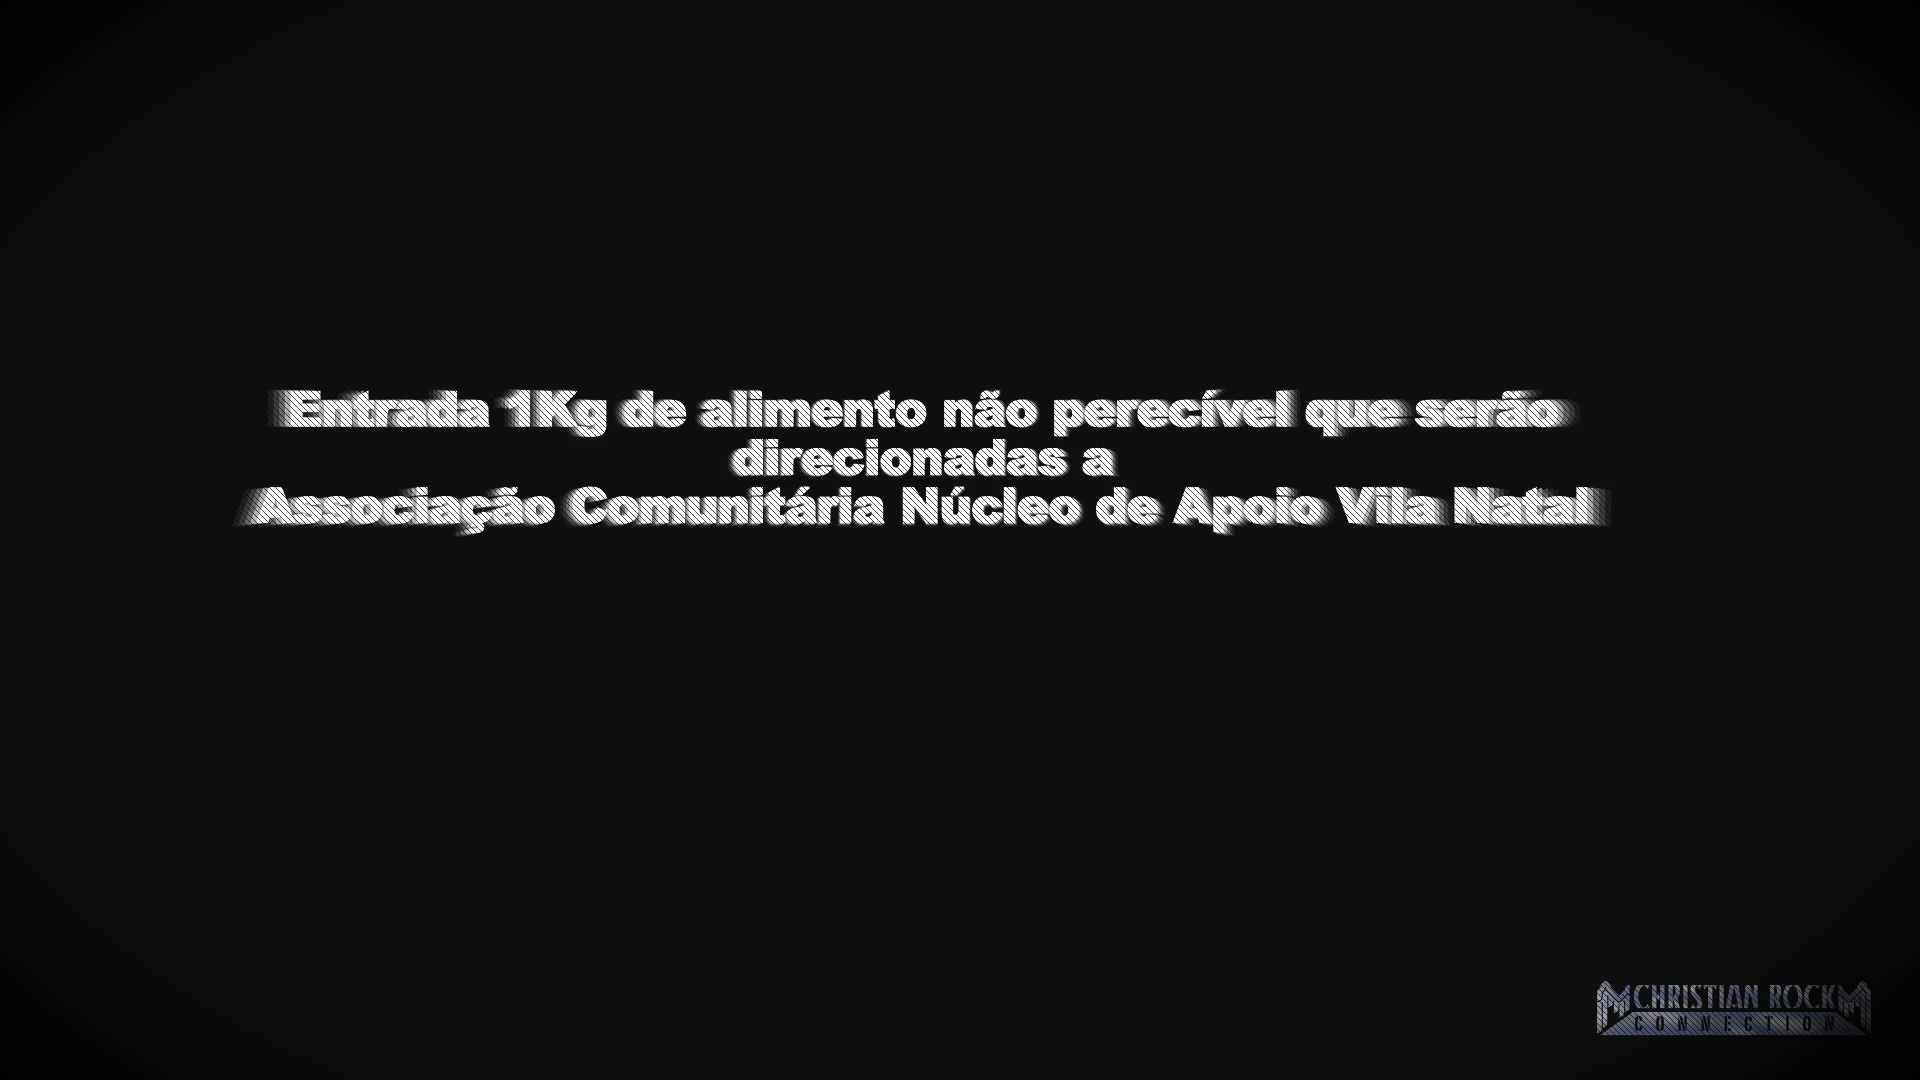 Entrada 1Kg de alimento não perecível que serão
direcionadas a
Associação Comunitária Núcleo de Apoio Vila Natal
CHRISTIAN ROCK
CONNECTION